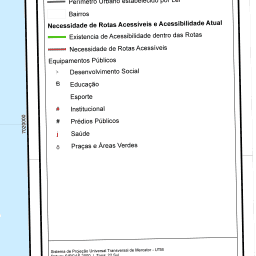 Perímetro Urbano estabelecido por Lei
Bairros
Necessidade de Rotas Acessíveis e Acessibilidade Atual
Existencia de Acessibilidade dentro das Rotas
Necessidade de Rotas Acessíveis
Equipamentos Públicos
Desenvolvimento Social
Educação
Esporte
Institucional
Prédios Públicos
Saúde
Praças e Áreas Verdes
7020000
Sistema de Projeção Universal Transversal de Mercator - UTM